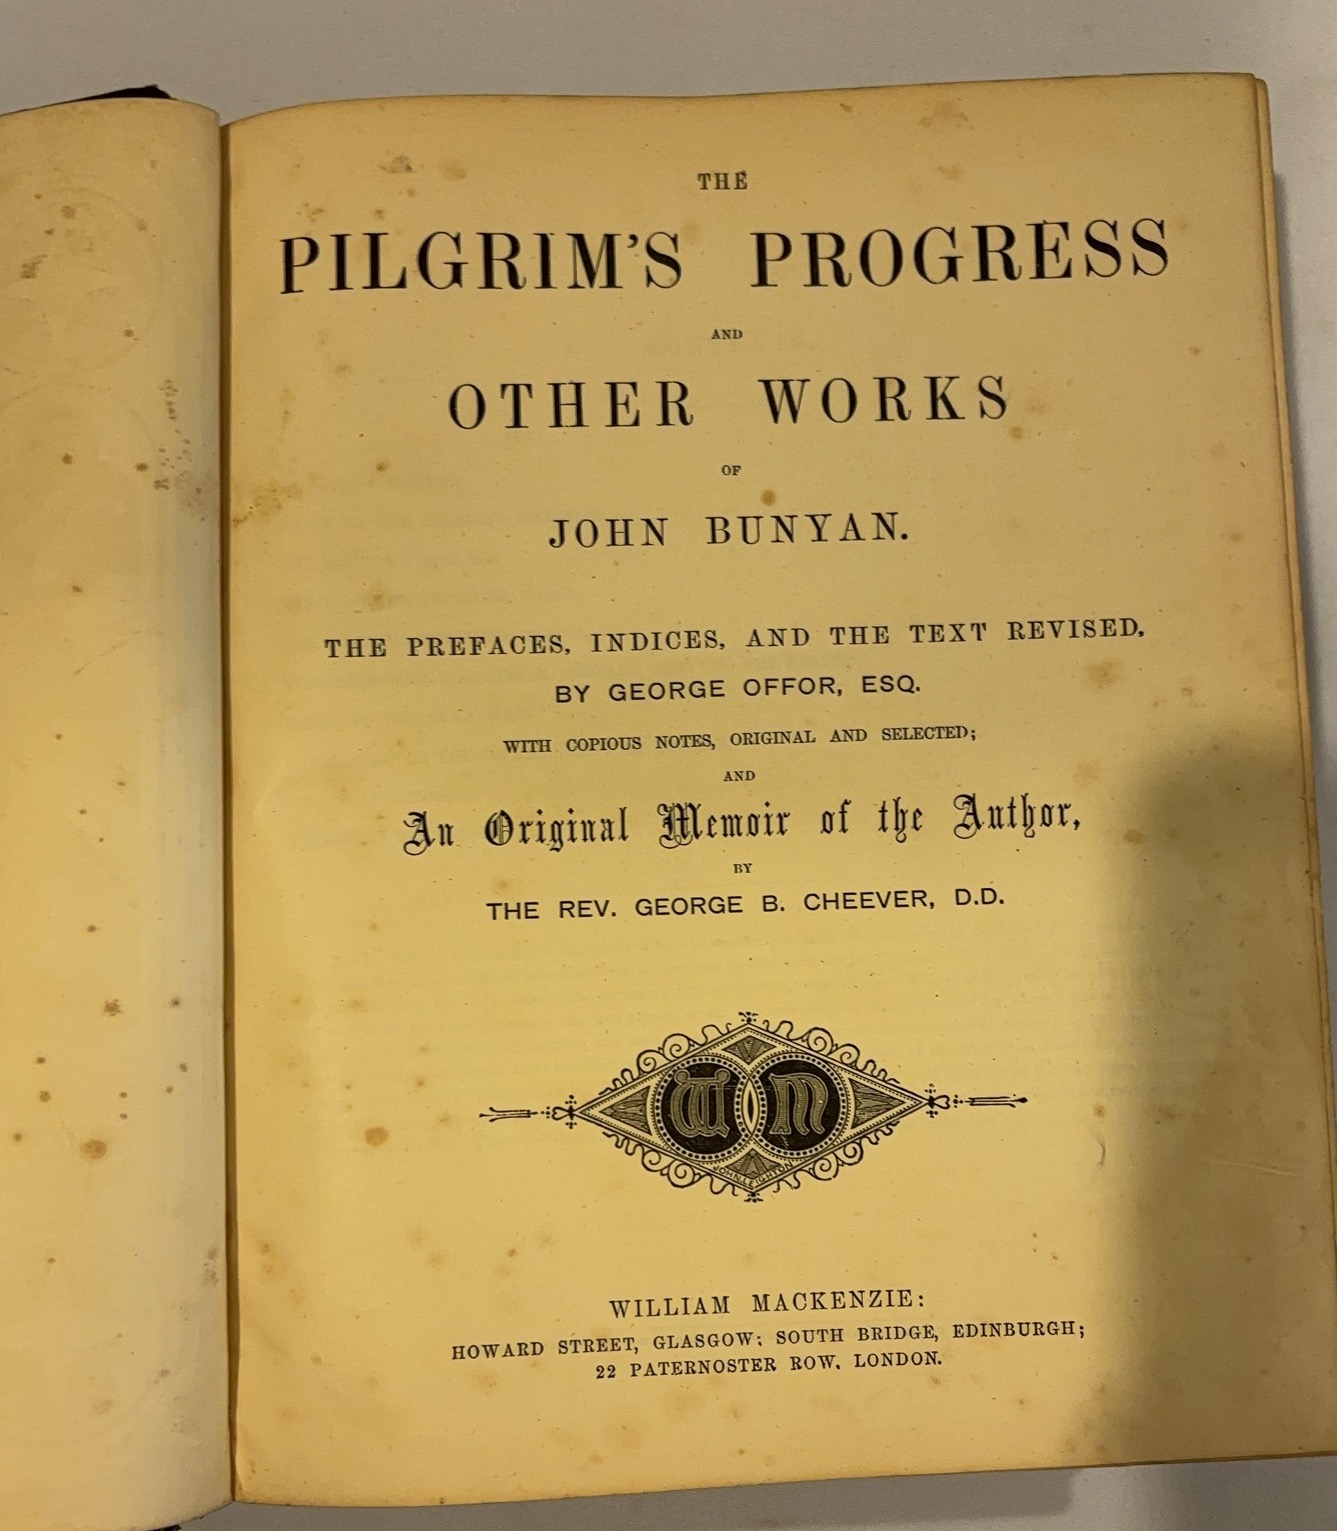 THE
PILGRIM'S PROGRESS
AND
OTHER WORKS
OF
JOHN BUNYAN.
THE PREFACES, INDICES, AND THE TEXT REVISED,
BY GEORGE OFFOR, ESQ.
WITH COPIOUS NOTES, ORIGINAL AND SELECTED;
AND
An Original Memoir of the Author,
BY
THE REV. GEORGE B. CHEEVER, D.D.
W M
JOHN LEIGHTON
WILLIAM MACKENZIE:
HOWARD STREET, GLASGOW; SOUTH BRIDGE, EDINBURGH;
22 PATERNOSTER ROW, LONDON.